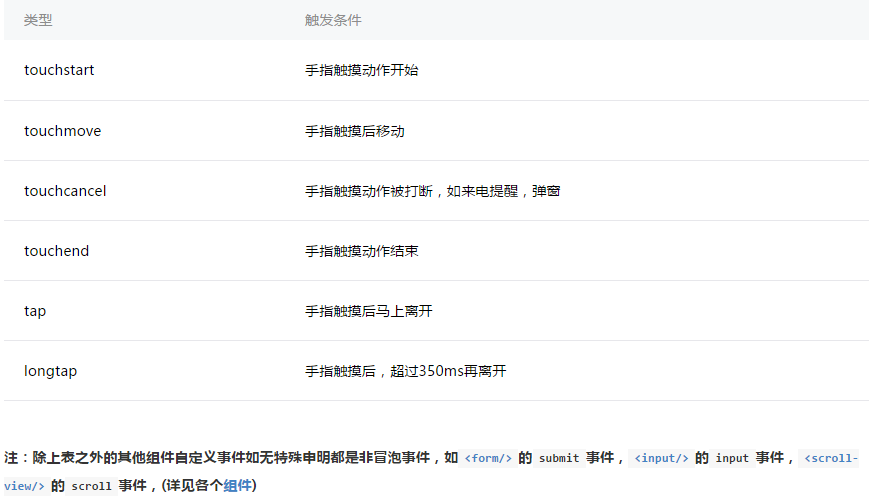 类型 触发条件
touchstart 手指触摸动作开始
touchmove 手指触摸后移动
touchcancel 手指触摸动作被打断，如来电提醒，弹窗
touchend 手指触摸动作结束
tap 手指触摸后马上离开
longtap 手指触摸后，超过350ms再离开
注：除上表之外的其他组件自定义事件如无特殊申明都是非冒泡事件，如 <form/> 的 submit 事件， <input/> 的 input 事件， <scroll-
view/> 的 scroll 事件，(详见各个组件)